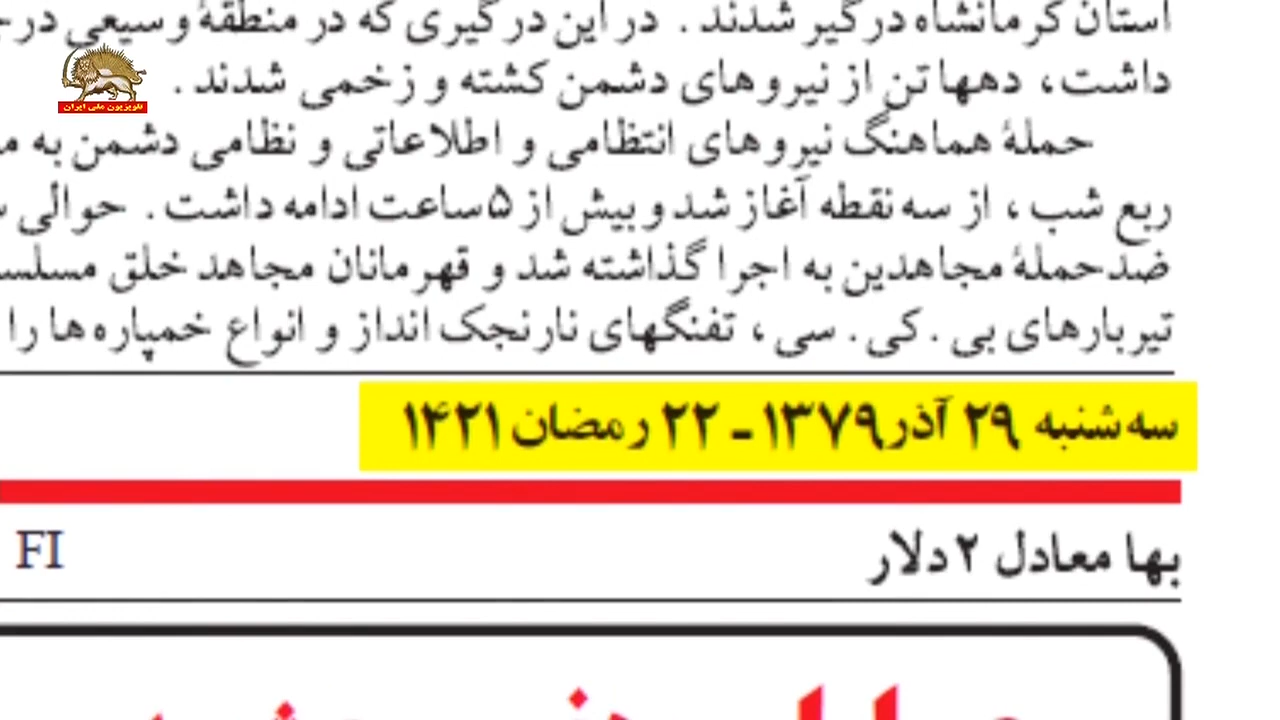 استان کرمانشاه درگیر شدند. در این درگیری که در منطقهٔ وسیعی
داشت، دهها تن از نیروهای دشمن کشته و زخمی شدند.
تلویزیون ملی ایران
حملهٔ هماهنگ نیروهای انتظامی و اطلاعاتی و نظامی دشمن به
ربع شب، از سه نقطه آغاز شد و بیش از ۵ ساعت ادامه داشت. حوالی
ضدحملهٔ مجاهدین به اجرا گذاشته شد و قهرمانان مجاهد خلق
تیربارهای بی.کی.سی، تفنگهای نارنجک انداز و انواع خمپاره‌ها را
سه شنبه ۲۹ آذر ۱۳۷۹ - ۲۲ رمضان ۱۴۲۱
بها معادل ۲ دلار
FI